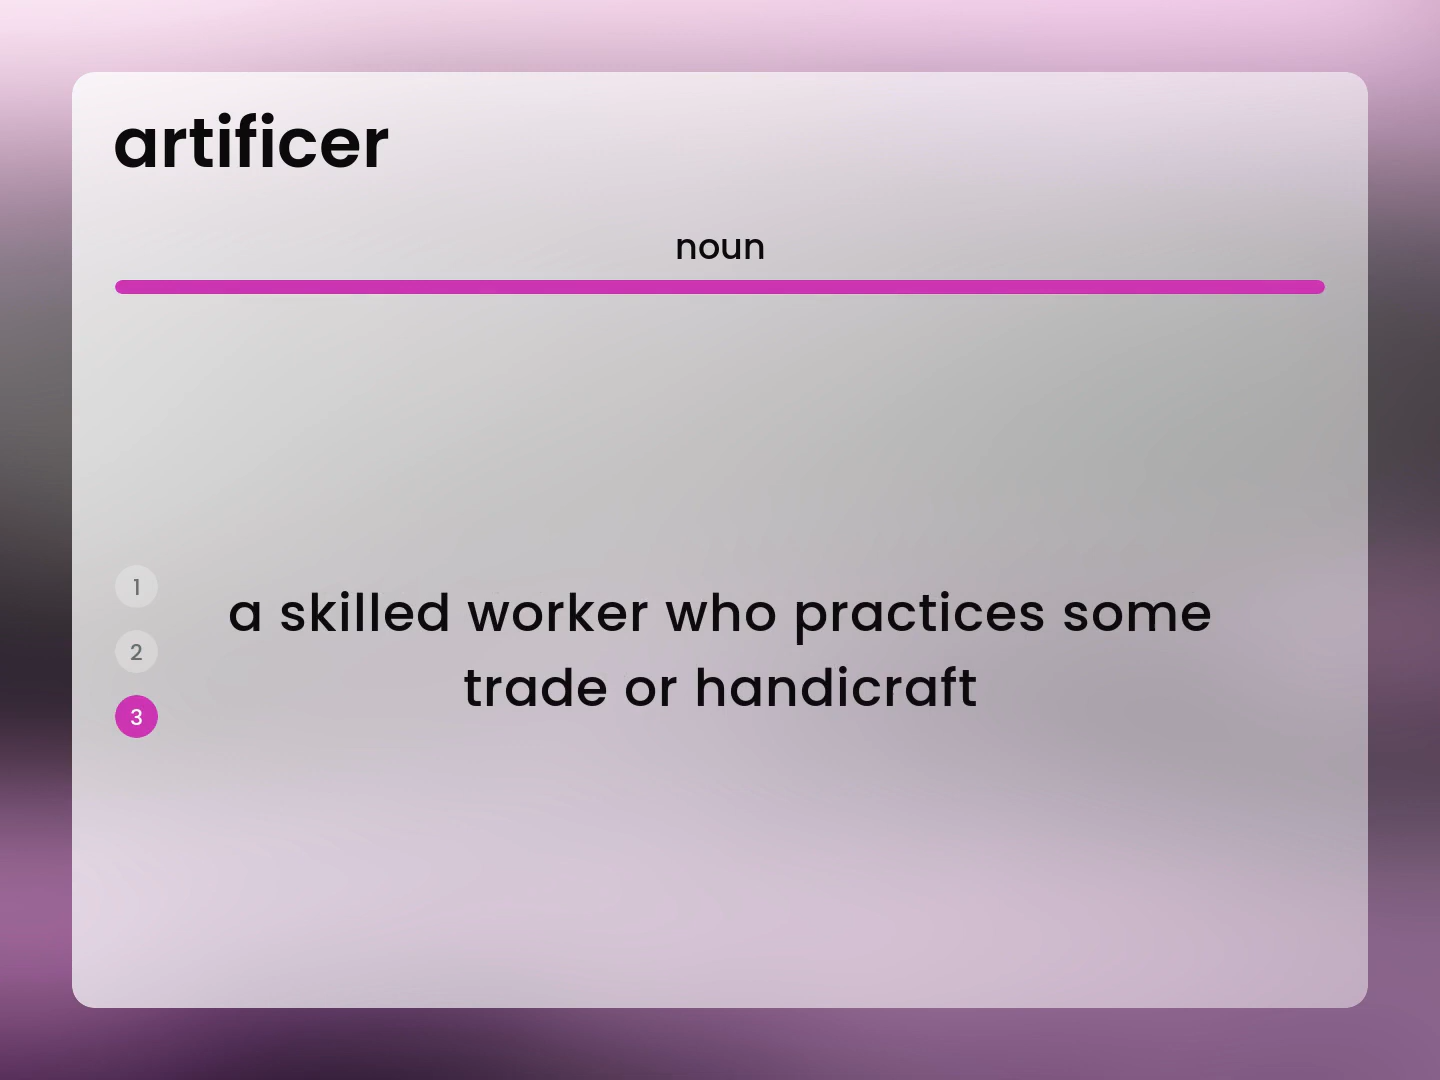 artificer
noun
1
2
3
a skilled worker who practices some
trade or handicraft